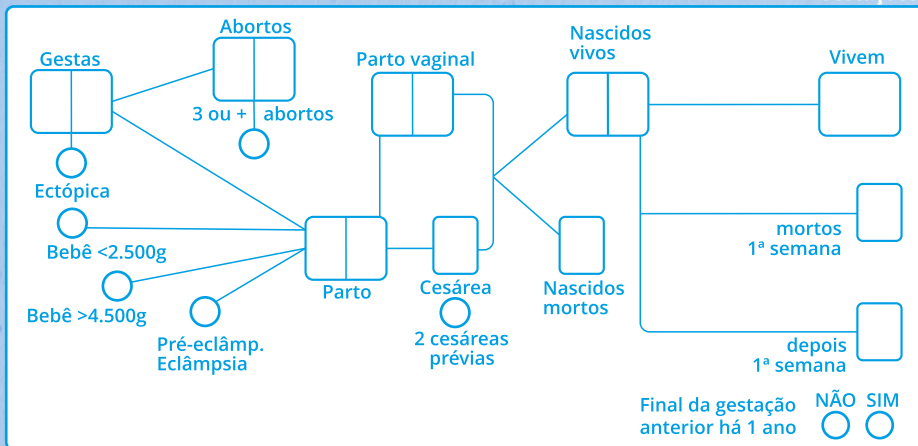 Gestas
Abortos
3 ou + abortos
Ectópica
Bebê <2.500g
Bebê >4.500g
Pré-eclâmp.
Eclâmpsia
Parto vaginal
Parto
Cesárea
2 cesáreas
prévias
Nascidos
vivos
Nascidos
mortos
Vivem
mortos
1ª semana
depois
1ª semana
Final da gestação
anterior há 1 ano
NÃO SIM